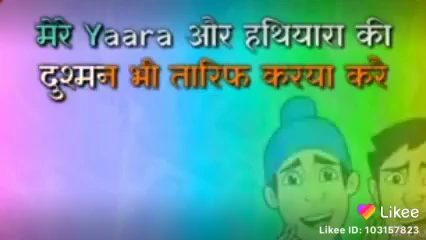 मेरे Yaara और हथियारा की
दुश्मन भी तारिफ करया करे
Likee
Likee ID: 103157823